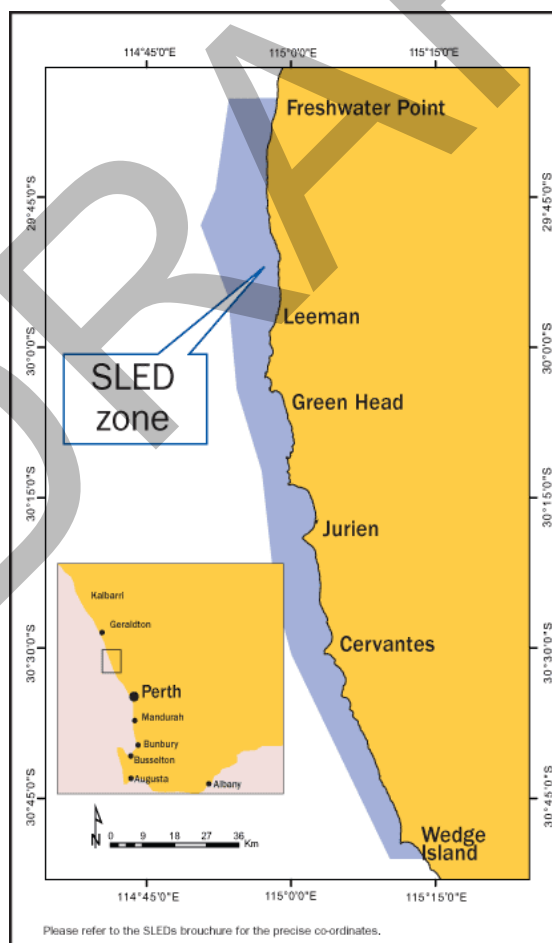 114°45'0"E
115°0'0"E
115°15'0"E
DRAFT
Freshwater Point
29°45'0"S
29°45'0"S
Leeman
30°0'0"S
30°0'0"S
SLED
zone
Green Head
30°15'0"S
30°15'0"S
Jurien
Kalbarri
Geraldton
30°30'0"S
30°30'0"S
Cervantes
Perth
Mandurah
Bunbury
Busselton
Augusta
Albany
30°45'0"S
30°45'0"S
Wedge
Island
N
0 9 18 27 36
Km
114°45'0"E
115°0'0"E
115°15'0"E
Please refer to the SLEDs brouchure for the precise co-ordinates.